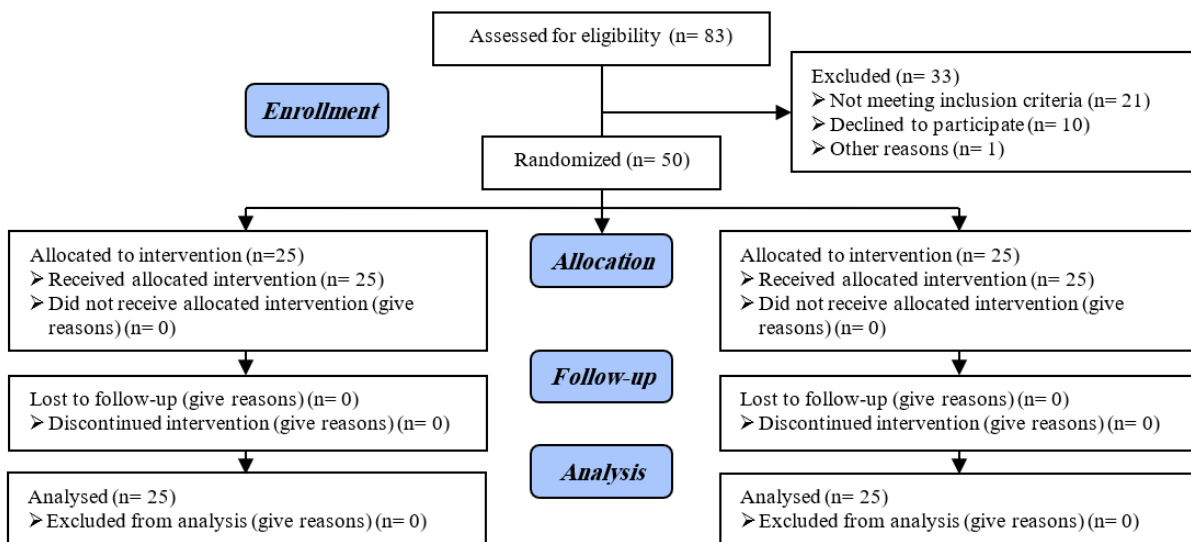 Assessed for eligibility (n= 83)
Enrollment
Excluded (n= 33)
➢ Not meeting inclusion criteria (n= 21)
➢ Declined to participate (n= 10)
➢ Other reasons (n= 1)
Randomized (n= 50)
Allocated to intervention (n=25)
➢ Received allocated intervention (n= 25)
➢ Did not receive allocated intervention (give
reasons) (n= 0)
Allocation
Allocated to intervention (n= 25)
➢ Received allocated intervention (n= 25)
➢ Did not receive allocated intervention (give
reasons) (n= 0)
Follow-up
Lost to follow-up (give reasons) (n= 0)
➢ Discontinued intervention (give reasons) (n= 0)
Lost to follow-up (give reasons) (n= 0)
➢ Discontinued intervention (give reasons) (n= 0)
Analysis
Analysed (n= 25)
➢ Excluded from analysis (give reasons) (n= 0)
Analysed (n= 25)
➢ Excluded from analysis (give reasons) (n= 0)